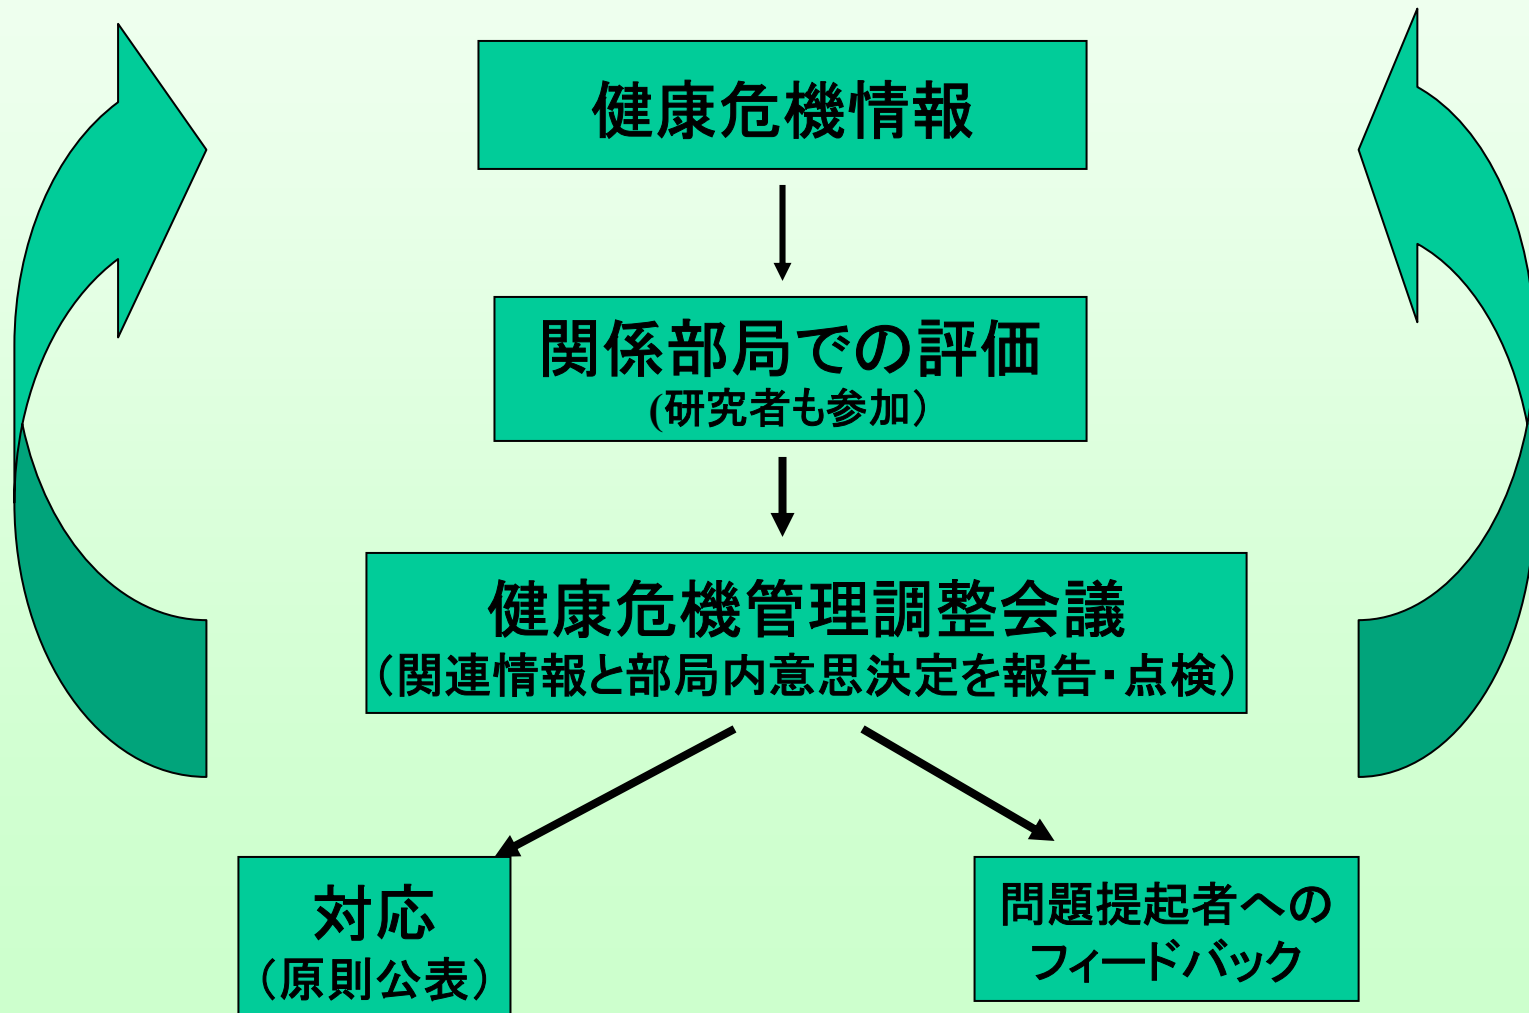 健康危機情報
関係部局での評価
(研究者も参加）
健康危機管理調整会議
（関連情報と部局内意思決定を報告・点検）
対応
（原則公表）
問題提起者への
フィードバック